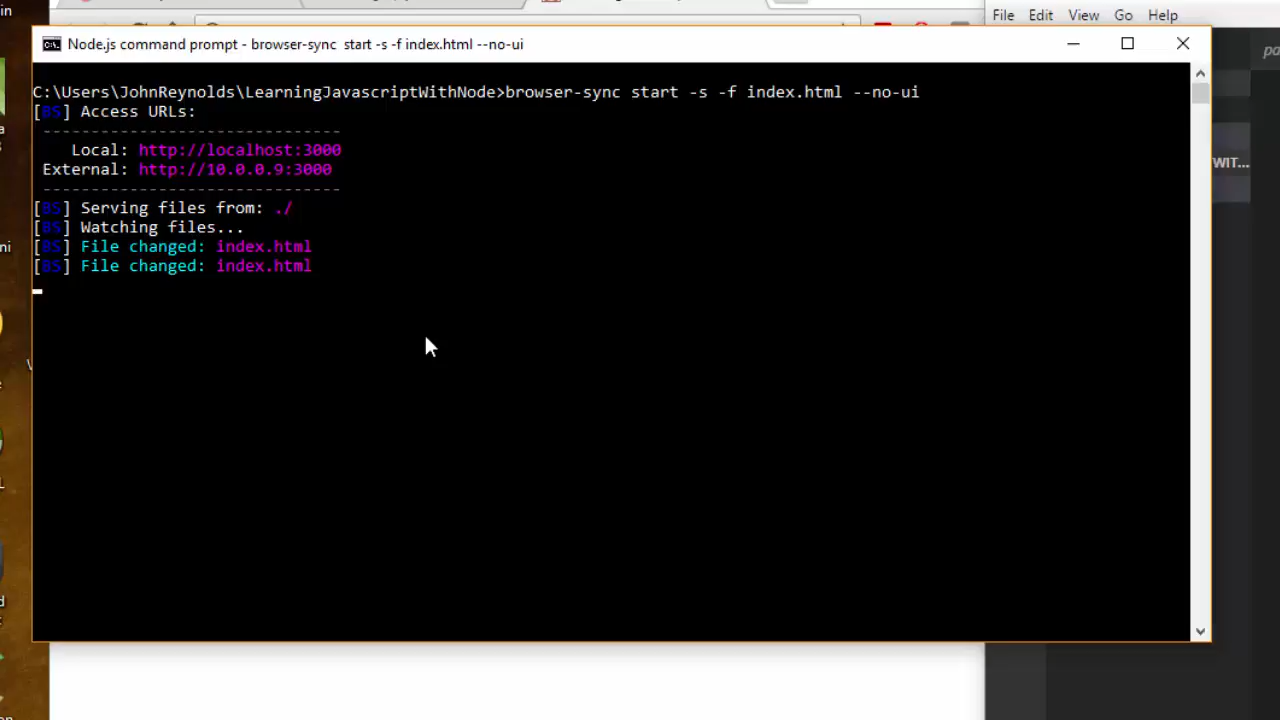 File Edit View Go Help
Node.js command prompt - browser-sync start -s -f index.html --no-ui
C:\Users\JohnReynolds\LearningJavascriptWithNode>browser-sync start -s -f index.html --no-ui
[BS] Access URLs:
---------------------------------
Local: http://localhost:3000
External: http://10.0.0.9:3000
---------------------------------
[BS] Serving files from: ./
[BS] Watching files...
[BS] File changed: index.html
[BS] File changed: index.html
WIT...